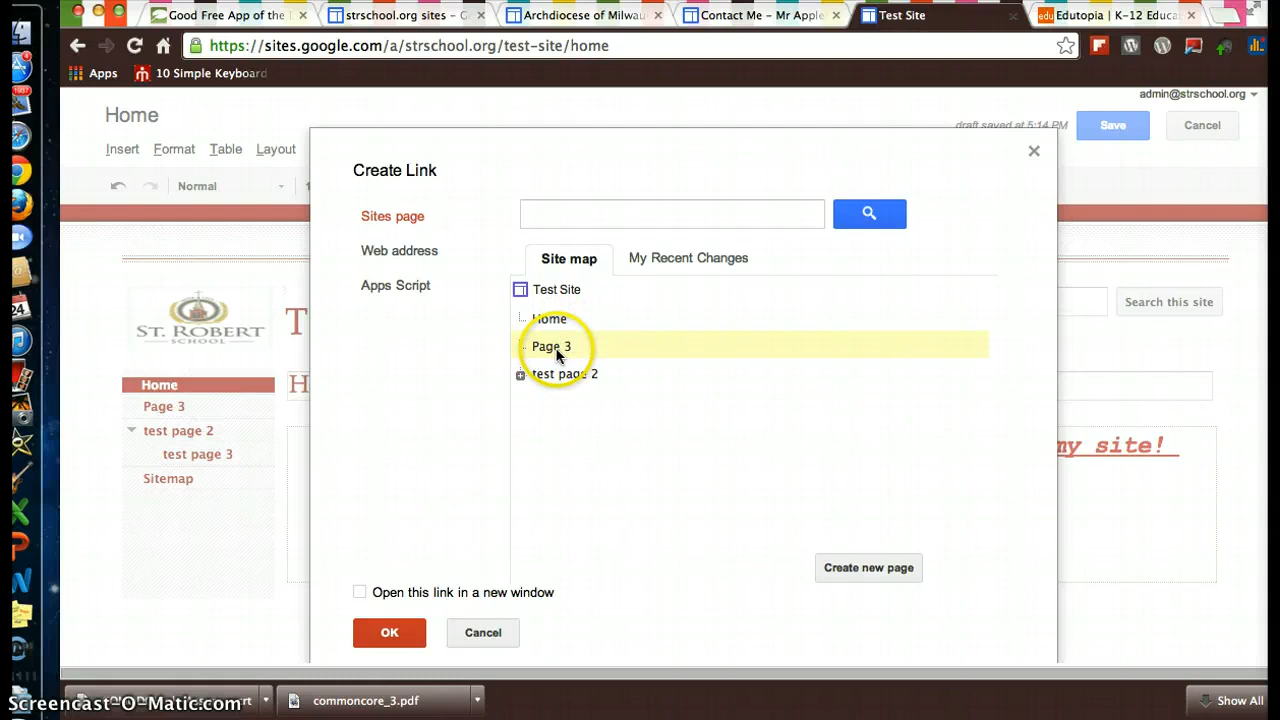 Good Free App of the T
strschool.org sites – G
Archdiocese of Milwau
Contact Me – Mr Apple
Test Site
Edutopia | K-12 Educa
https://sites.google.com/a/strschool.org/test-site/home
Apps
10 Simple Keyboard
admin@strschool.org
Home
draft saved at 5:14 PM
Save
Cancel
Insert
Format
Table
Layout
Normal
Create Link
Sites page
Web address
Apps Script
Site map
My Recent Changes
Test Site
Home
Page 3
test page 2
Create new page
Open this link in a new window
OK
Cancel
ST. ROBERT
SCHOOL
T
Search this site
Home
H
Page 3
test page 2
test page 3
Sitemap
my site!
commoncore_3.pdf
Show All
Screencast-O-Matic.com